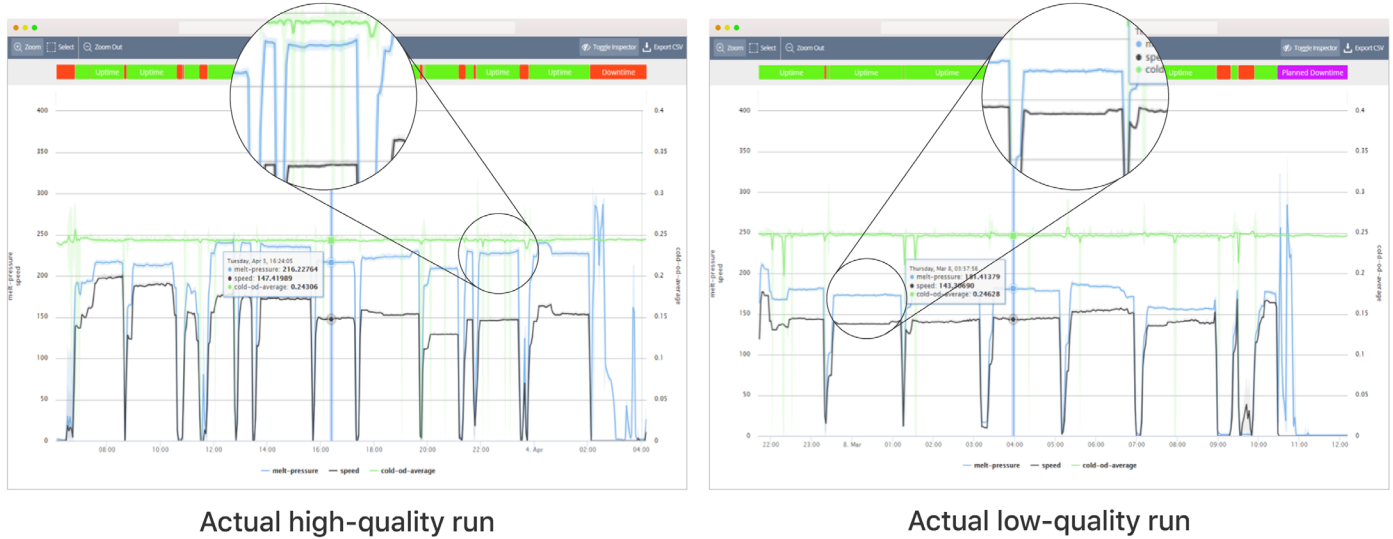 Zoom Select Zoom Out Toggle Inspector Export CSV
Uptime Uptime Uptime Uptime Downtime
400 0.4
350 0.35
300 0.3
250 0.25
200 0.2
150 0.15
100 0.1
50 0.05
0 0
melt-pressure
speed
cold-od-average
Tuesday, Apr 3, 16:24:05
melt-pressure: 216.22764
speed: 147.41989
cold-od-average: 0.24306
08:00 10:00 12:00 14:00 16:00 18:00 20:00 22:00 4. Apr 02:00 04:00
melt-pressure speed cold-od-average
Actual high-quality run
Zoom Select Zoom Out Toggle Inspector Export CSV
Uptime Uptime Uptime Uptime Planned Downtime
400 0.4
350 0.35
300 0.3
250 0.25
200 0.2
150 0.15
100 0.1
50 0.05
0 0
melt-pressure
speed
cold-od-average
Thursday, Mar 8, 03:57:56
melt-pressure: 181.41379
speed: 143.20690
cold-od-average: 0.24628
22:00 23:00 8. Mar 01:00 02:00 03:00 04:00 05:00 06:00 07:00 08:00 09:00 10:00 11:00 12:00
melt-pressure speed cold-od-average
Actual low-quality run